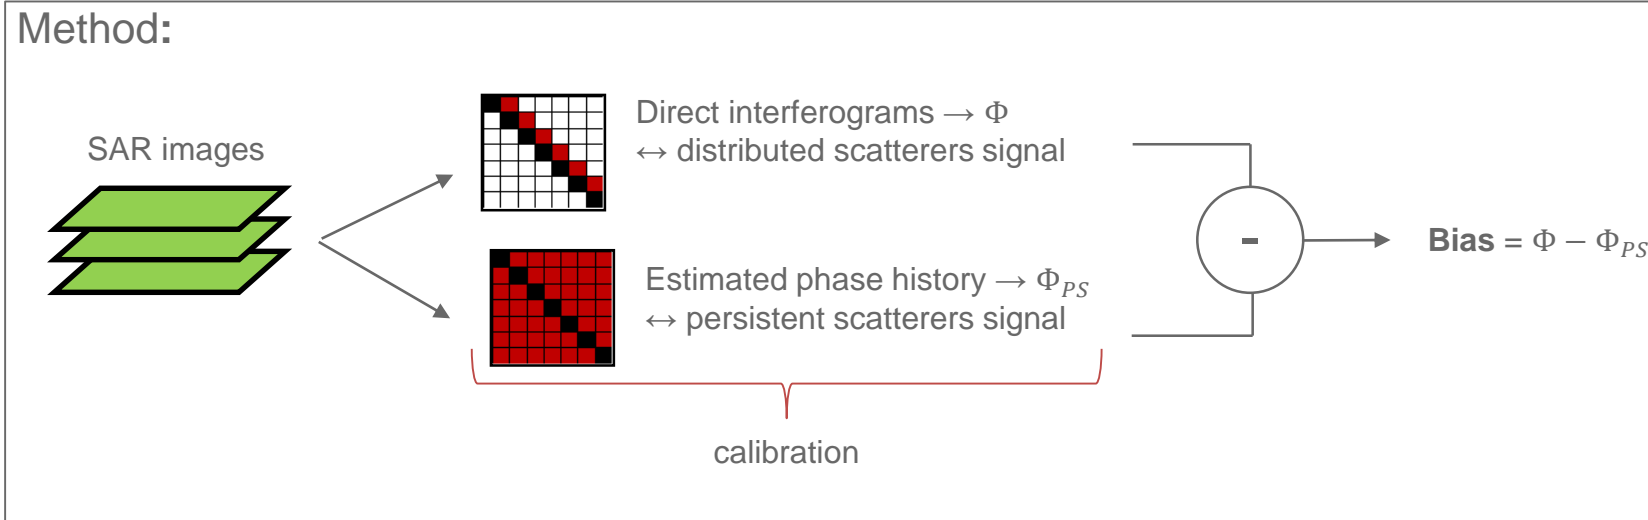 Method:
SAR images
Direct interferograms → Φ
↔ distributed scatterers signal
Estimated phase history → Φ_PS
↔ persistent scatterers signal
-
Bias = Φ − Φ_PS
calibration